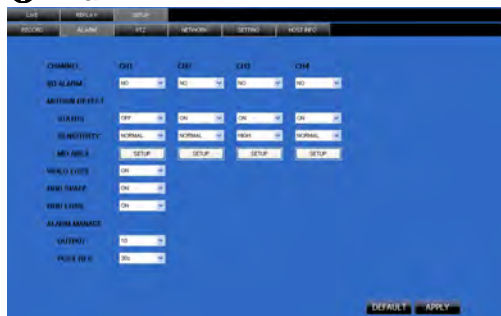 LIVE REPLAY SETUP
RECORD ALARM PTZ NETWORK SETTING HOST INFO
CHANNEL CH1 CH2 CH3 CH4
I/O ALARM NO NO NO NO
MOTION DETECT
STATUS OFF ON ON ON
SENSITIVITY NORMAL NORMAL HIGH NORMAL
MD AREA SETUP SETUP SETUP SETUP
VIDEO LOSS ON
HDD SPACE ON
HDD LOSS ON
ALARM MANAGE
OUTPUT 10
POST REC 30s
DEFAULT APPLY